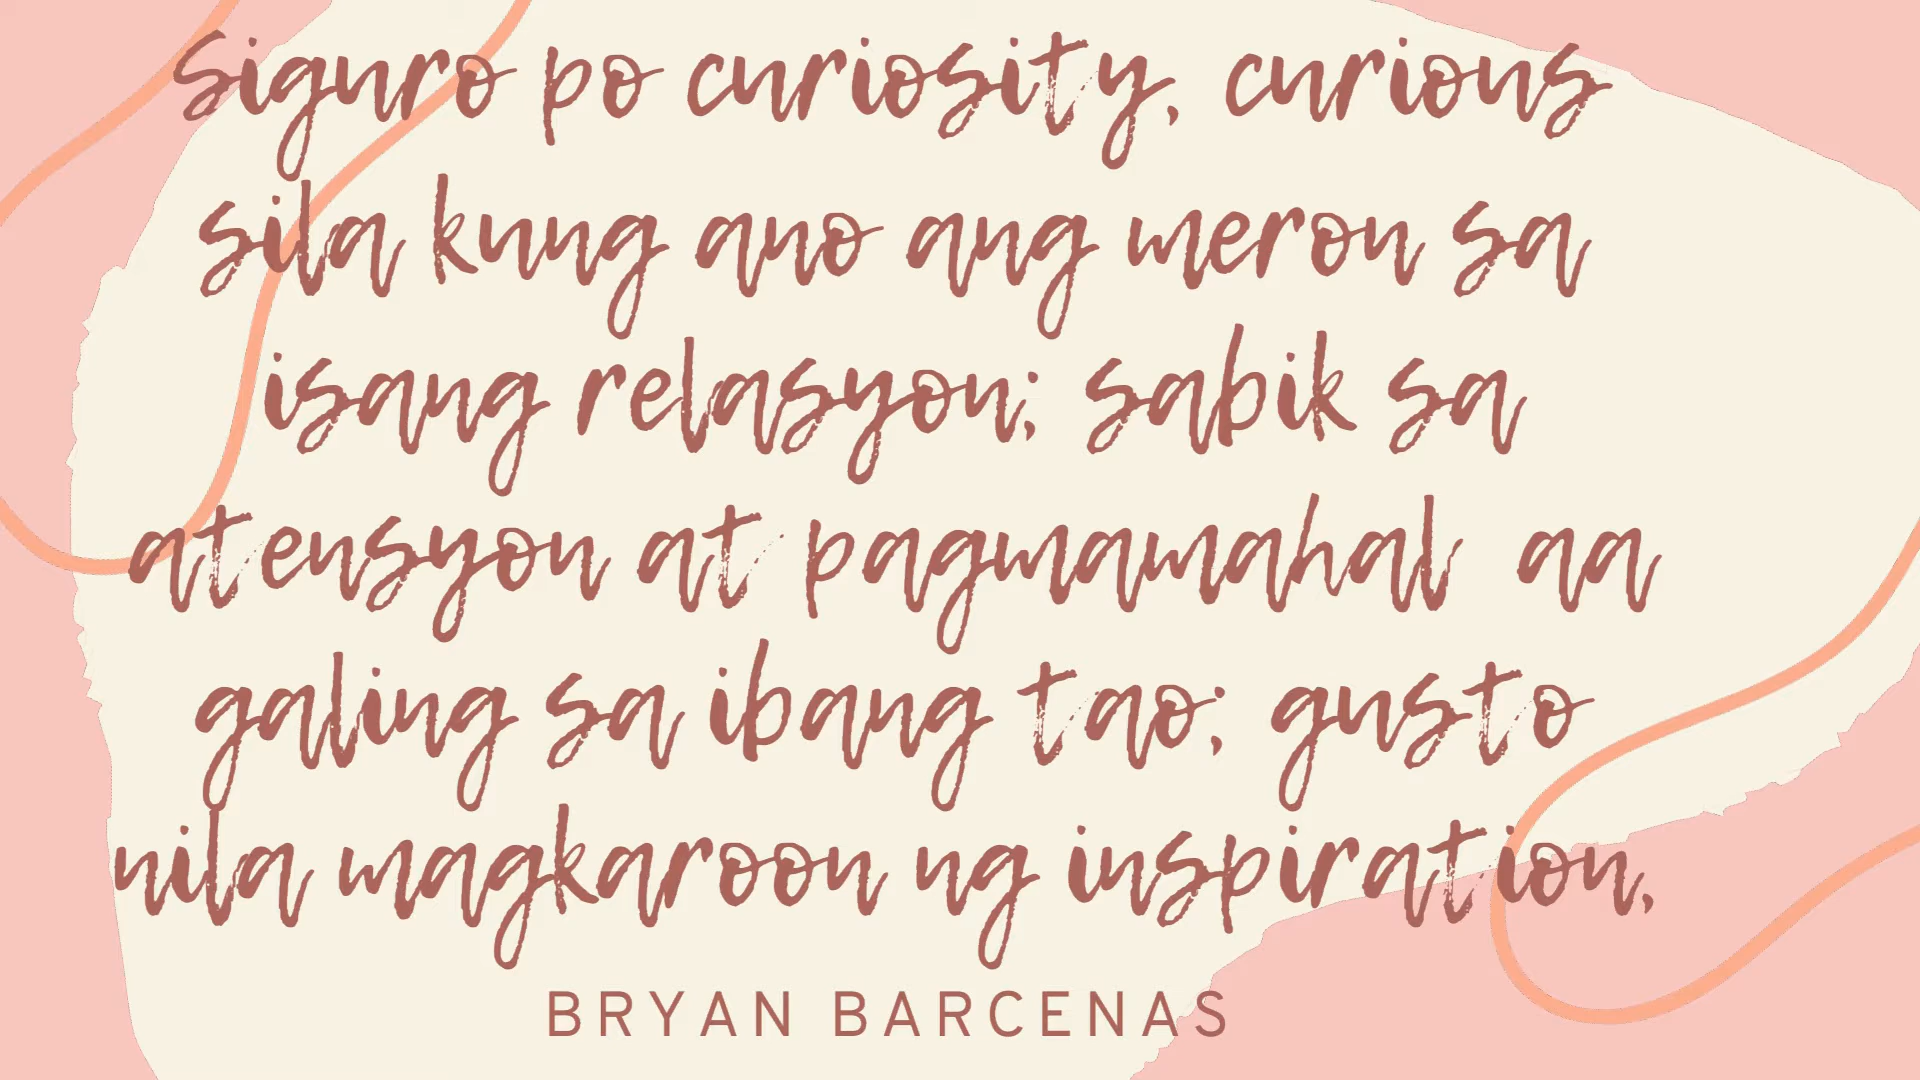 siguro po curiosity, curious
sila kung ano ang meron sa
isang relasyon; sabik sa
atensyon at pagmamahal aa
galing sa ibang tao; gusto
nila magkaroon ng inspiration,
BRYAN BARCENAS